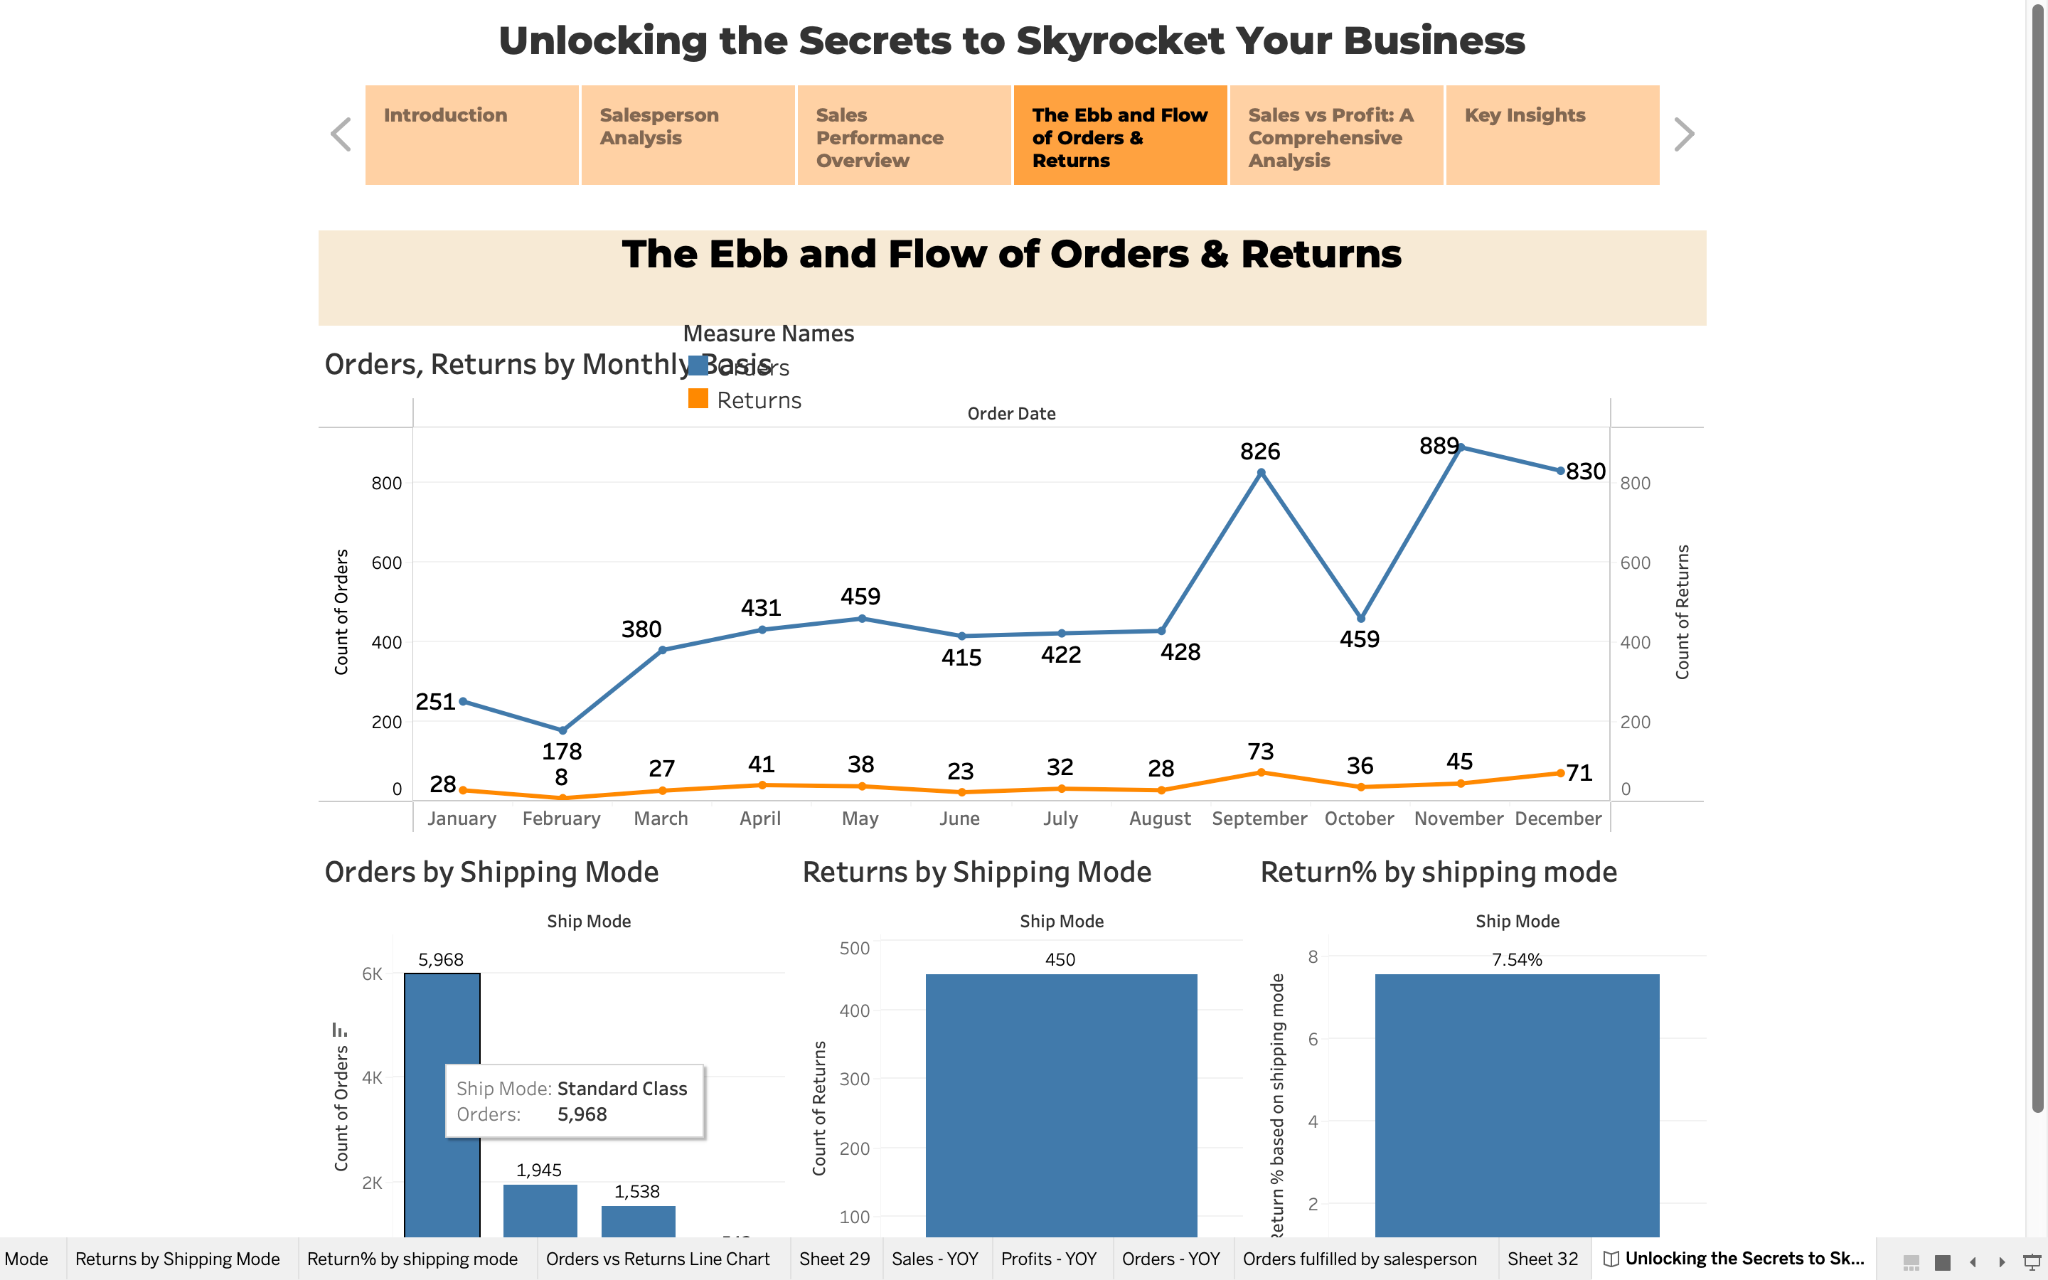 Unlocking the Secrets to Skyrocket Your Business
Introduction
Salesperson
Analysis
Sales
Performance
Overview
The Ebb and Flow
of Orders &
Returns
Sales vs Profit: A
Comprehensive
Analysis
Key Insights
The Ebb and Flow of Orders & Returns
Measure Names
Orders
Returns
Orders, Returns by Monthly Basis
Order Date
Count of Orders
800
600
400
200
0
251
178
380
431
459
415
422
428
826
459
889
830
28
8
27
41
38
23
32
28
73
36
45
71
800
600
400
200
0
Count of Returns
January
February
March
April
May
June
July
August
September
October
November
December
Orders by Shipping Mode
Ship Mode
Count of Orders
6K
4K
2K
5,968
1,945
1,538
Ship Mode: Standard Class
Orders: 5,968
Returns by Shipping Mode
Ship Mode
Count of Returns
500
400
300
200
100
450
Return% by shipping mode
Ship Mode
Return % based on shipping mode
8
6
4
2
7.54%
Mode
Returns by Shipping Mode
Return% by shipping mode
Orders vs Returns Line Chart
Sheet 29
Sales - YOY
Profits - YOY
Orders - YOY
Orders fulfilled by salesperson
Sheet 32
Unlocking the Secrets to Sk...